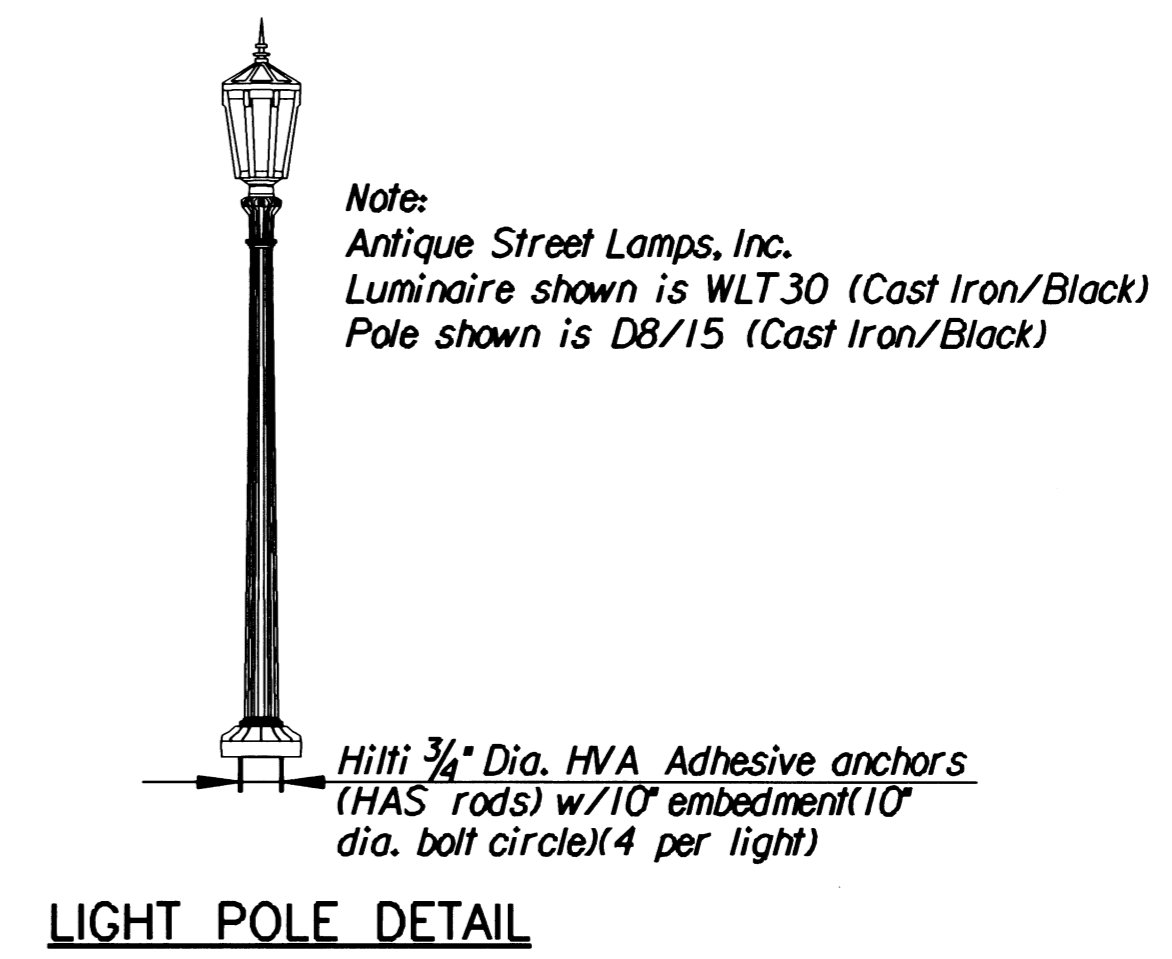 Note:
Antique Street Lamps, Inc.
Luminaire shown is WLT30 (Cast Iron/Black)
Pole shown is D8/15 (Cast Iron/Black)
Hilti 3/4" Dia. HVA Adhesive anchors
(HAS rods) w/10" embedment(10"
dia. bolt circle)(4 per light)
LIGHT POLE DETAIL